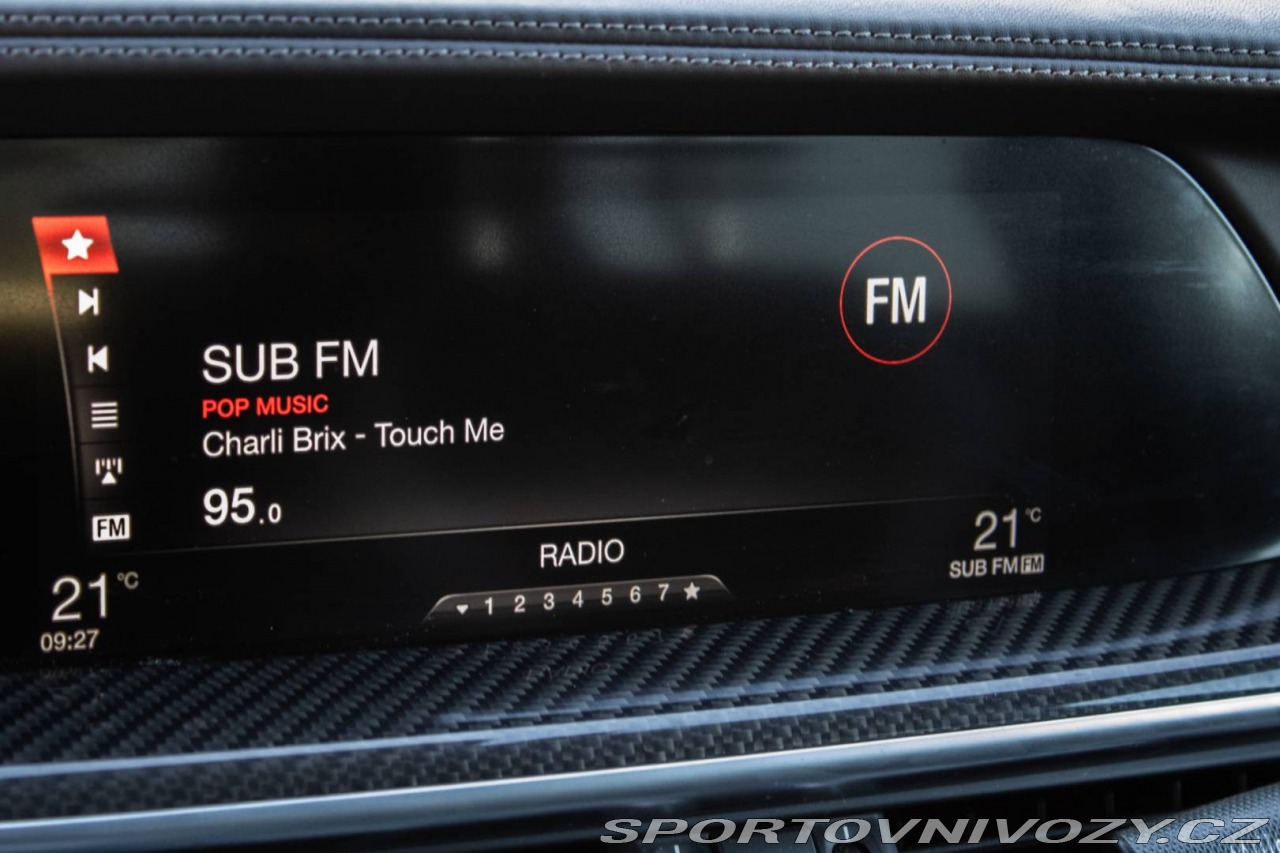 FM
SUB FM
POP MUSIC
Charli Brix - Touch Me
95.0
FM
RADIO
21°C
SUB FM FM
♥ 1 2 3 4 5 6 7 ★
21°C
09:27
SPORTOVNIVOZY.CZ